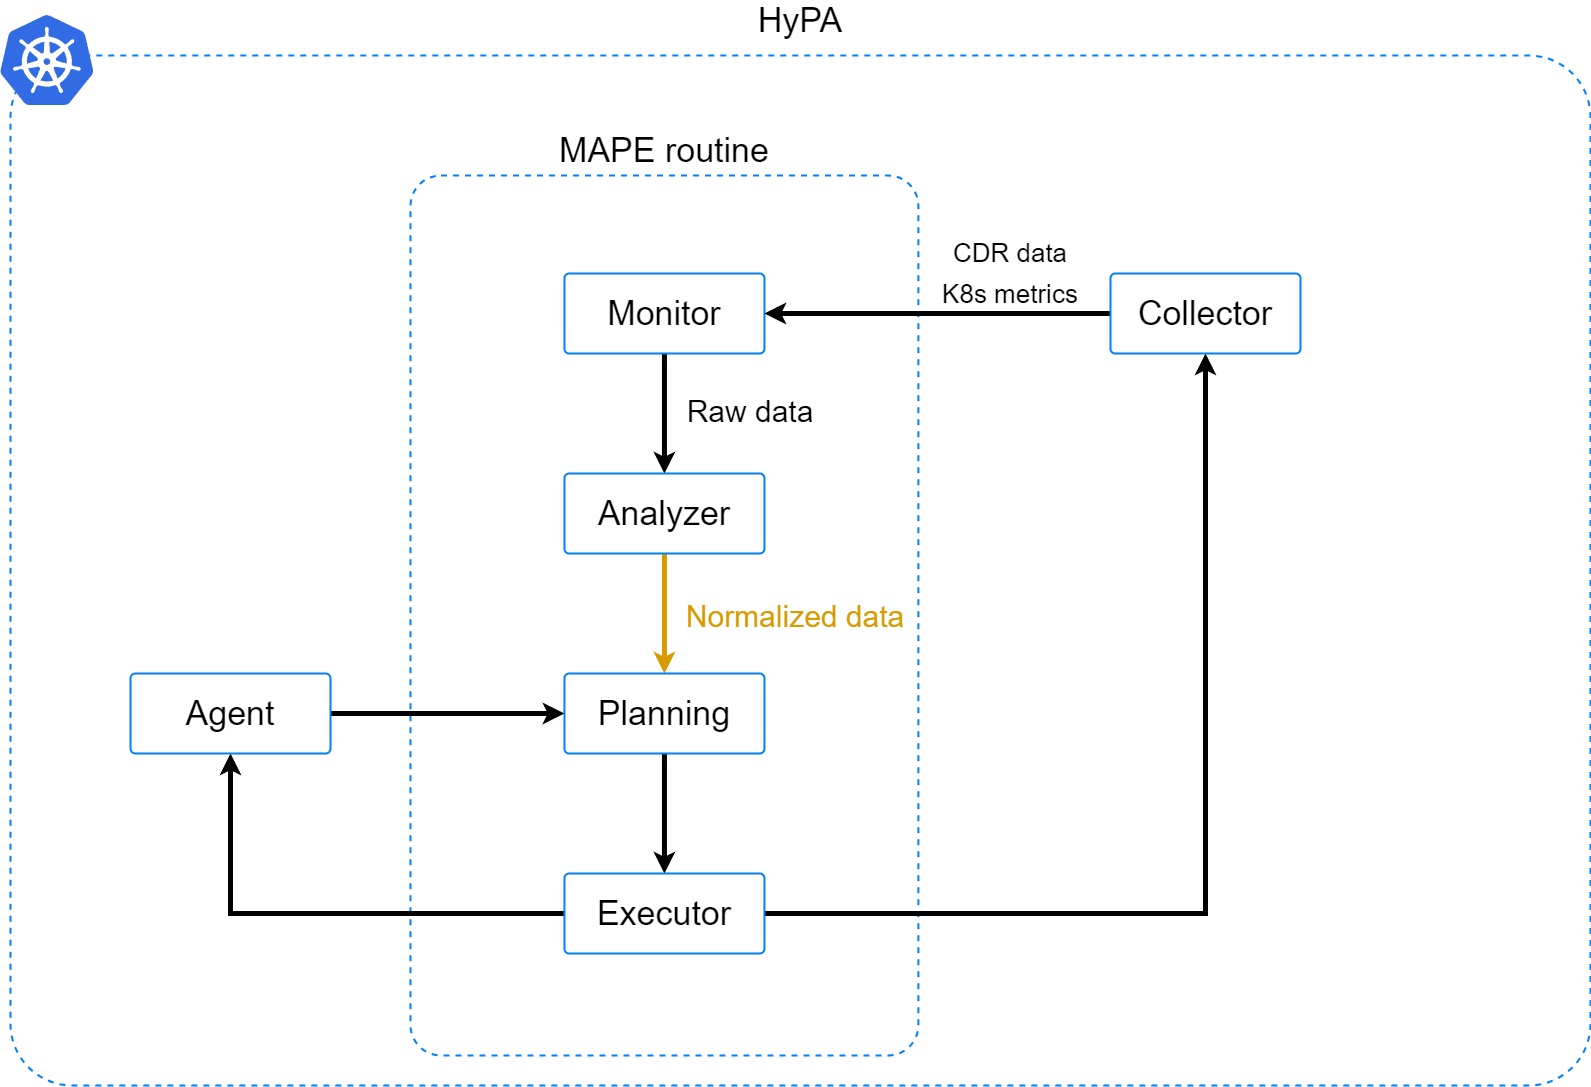 HyPA
MAPE routine
CDR data
K8s metrics
Monitor
Collector
Raw data
Analyzer
Normalized data
Agent
Planning
Executor